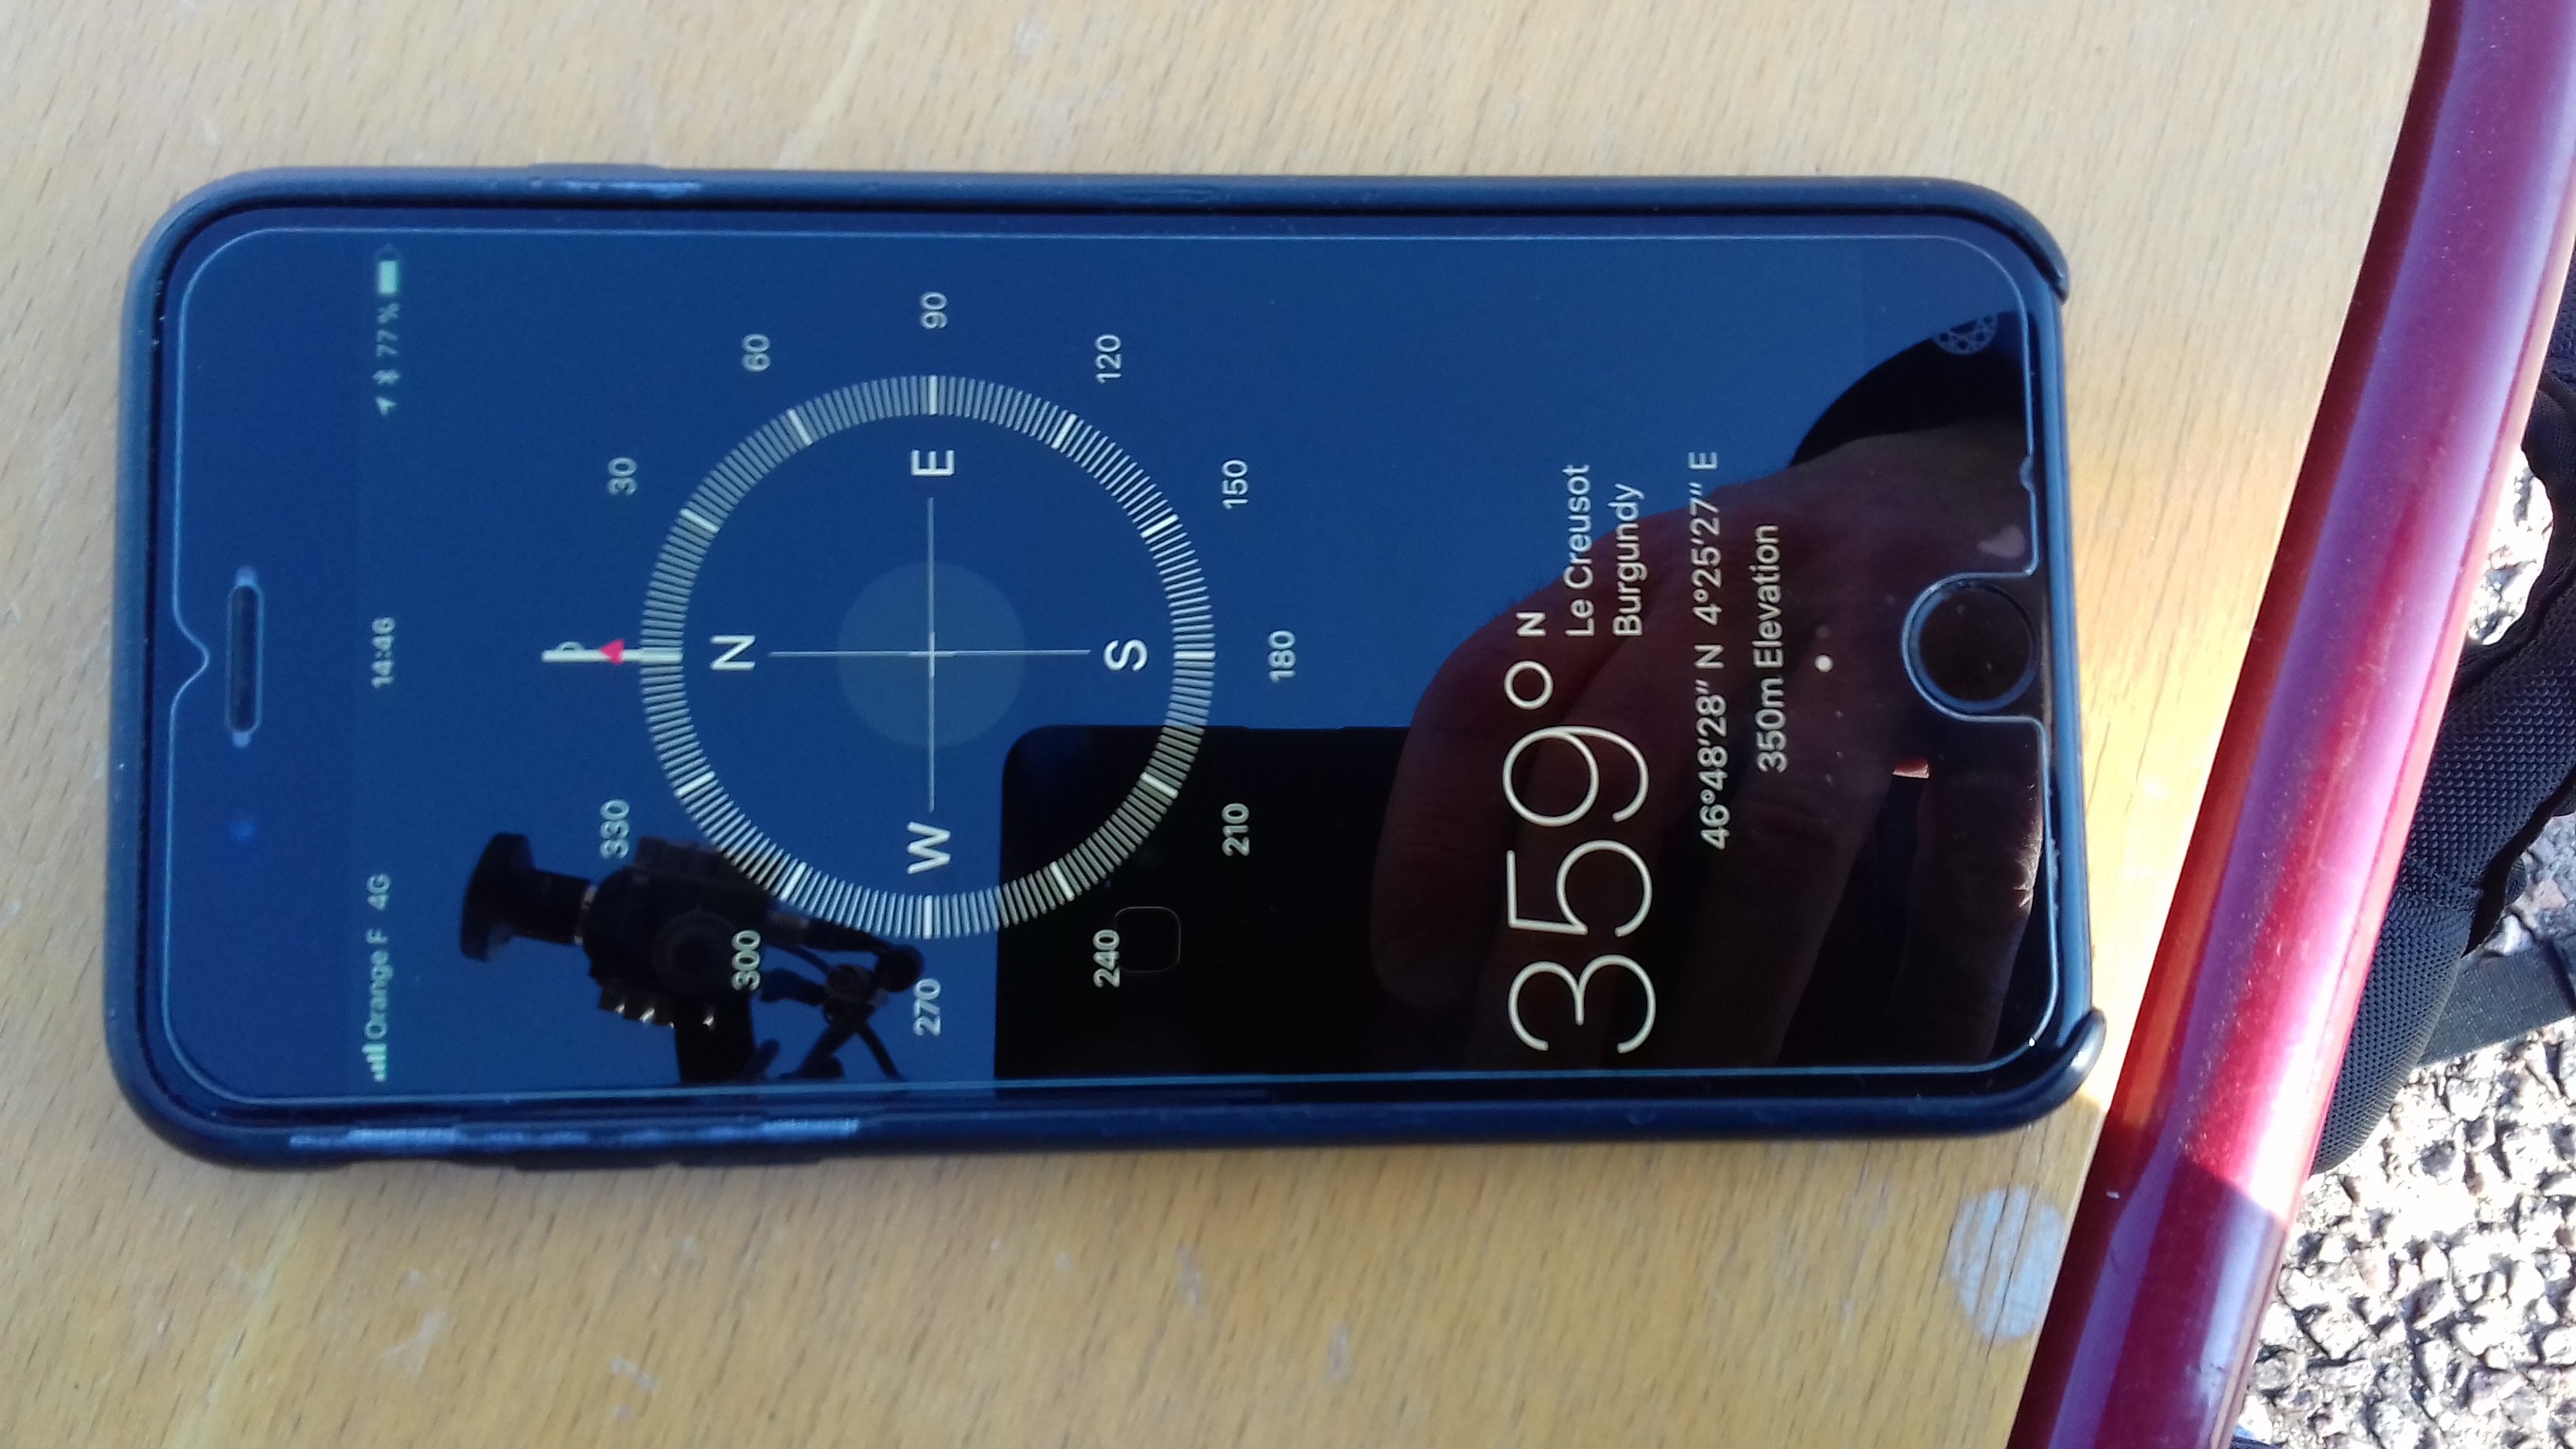 Orange F 4G 14:46 77 %
0
330 30
N
300 60
270 W E 90
240 S 120
210 150
180
359° N
Le Creusot
Burgundy
46°48'28" N 4°25'27" E
350m Elevation